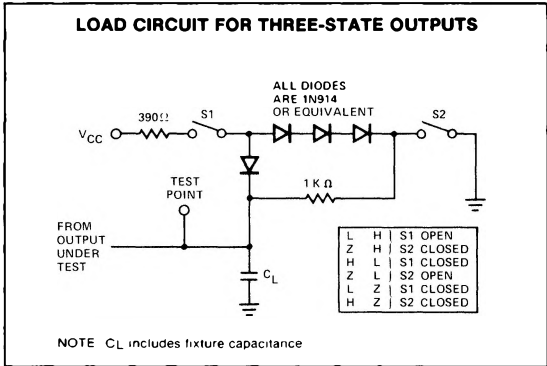 LOAD CIRCUIT FOR THREE-STATE OUTPUTS
ALL DIODES
ARE 1N914
OR EQUIVALENT
390Ω
S1
S2
VCC
TEST
POINT
1 K Ω
FROM
OUTPUT
UNDER
TEST
CL
L H S1 OPEN
Z H S2 CLOSED
H L S1 CLOSED
Z L S2 OPEN
L Z S1 CLOSED
H Z S2 CLOSED
NOTE CL includes fixture capacitance